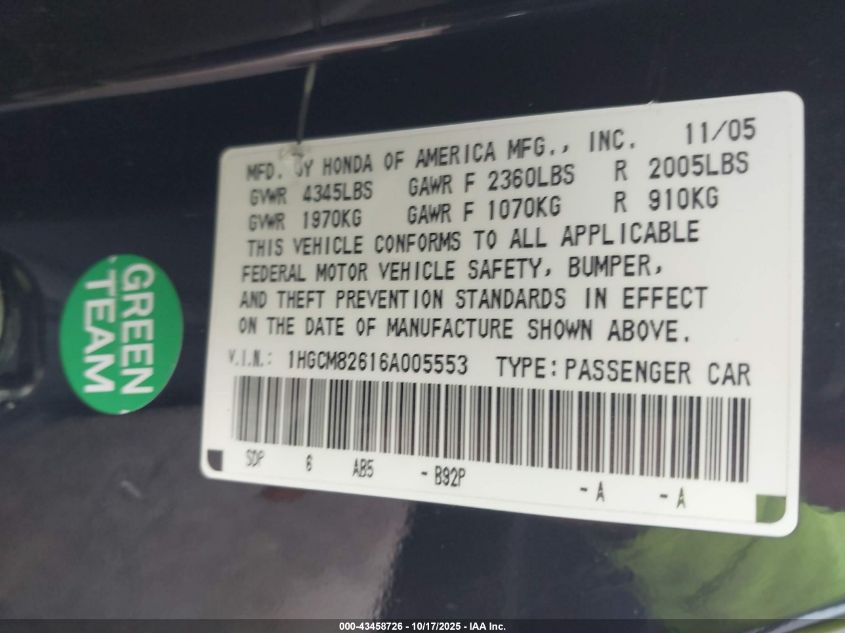 MFD. BY HONDA OF AMERICA MFG., INC. 11/05
GVWR 4345LBS GAWR F 2360LBS R 2005LBS
GVWR 1970KG GAWR F 1070KG R 910KG
THIS VEHICLE CONFORMS TO ALL APPLICABLE
FEDERAL MOTOR VEHICLE SAFETY, BUMPER,
AND THEFT PREVENTION STANDARDS IN EFFECT
ON THE DATE OF MANUFACTURE SHOWN ABOVE.
V.I.N.: 1HGCM82616A005553 TYPE: PASSENGER CAR
SDP 6 AB5 - B92P - A - A
GREEN
TEAM
000-43458726 - 10/17/2025 - IAA Inc.